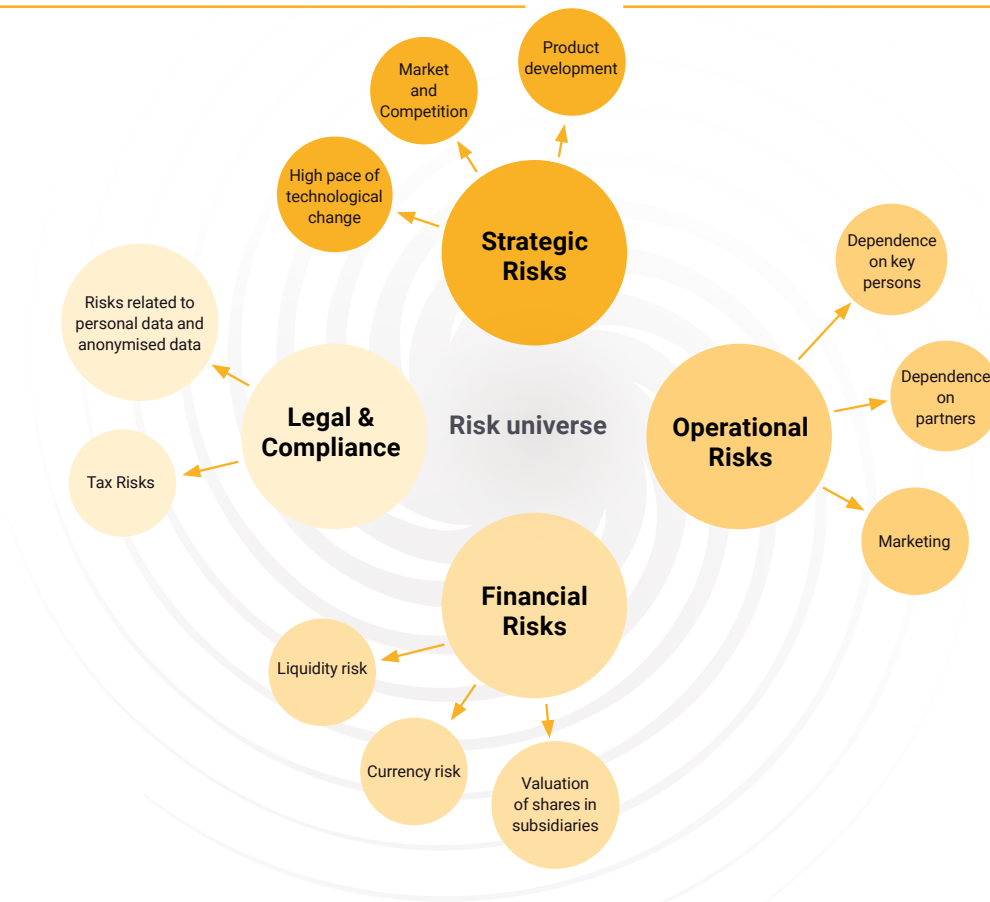 Product
development
Market
and
Competition
High pace of
technological
change
Strategic
Risks
Dependence
on key
persons
Risks related to
personal data and
anonymised data
Dependence
on
partners
Legal &
Compliance
Risk universe
Operational
Risks
Tax Risks
Marketing
Financial
Risks
Liquidity risk
Currency risk
Valuation
of shares in
subsidiaries